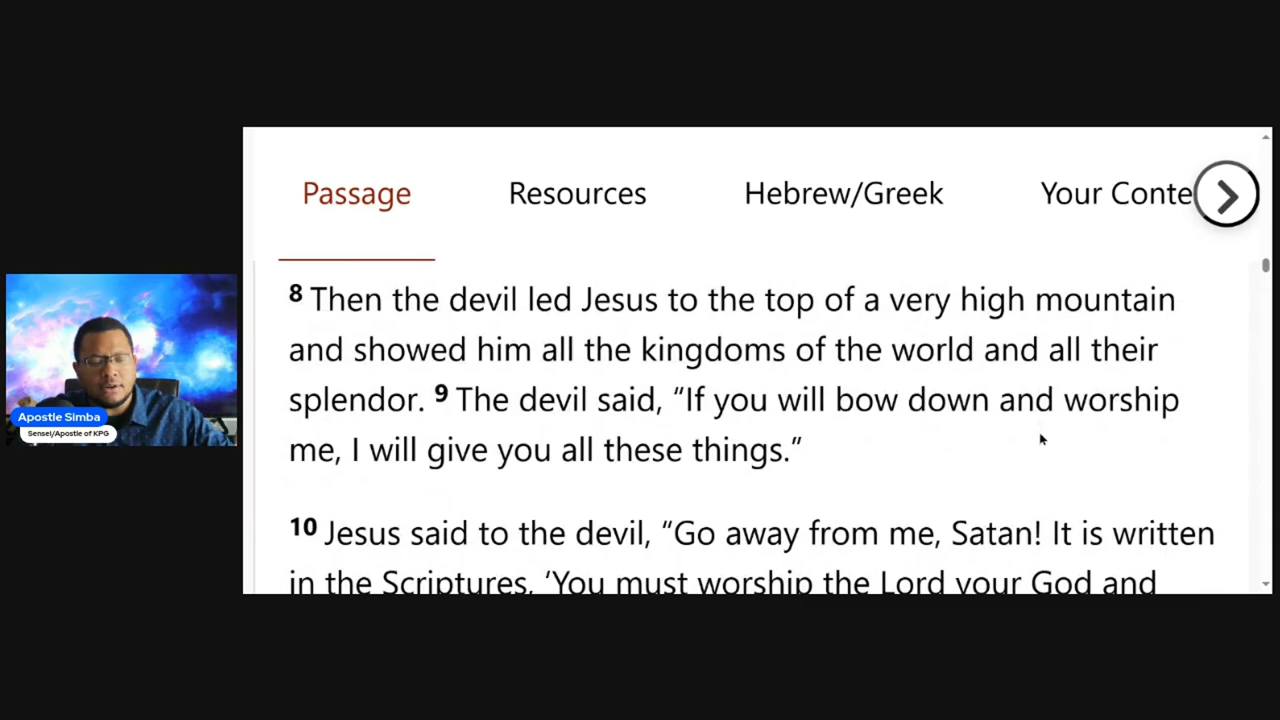 Passage
Resources
Hebrew/Greek
Your Conte
8 Then the devil led Jesus to the top of a very high mountain
and showed him all the kingdoms of the world and all their
splendor. 9 The devil said, “If you will bow down and worship
me, I will give you all these things.”
10 Jesus said to the devil, “Go away from me, Satan! It is written
in the Scriptures, ‘You must worship the Lord your God and
Apostle Simba
Sensei/Apostle of KPG